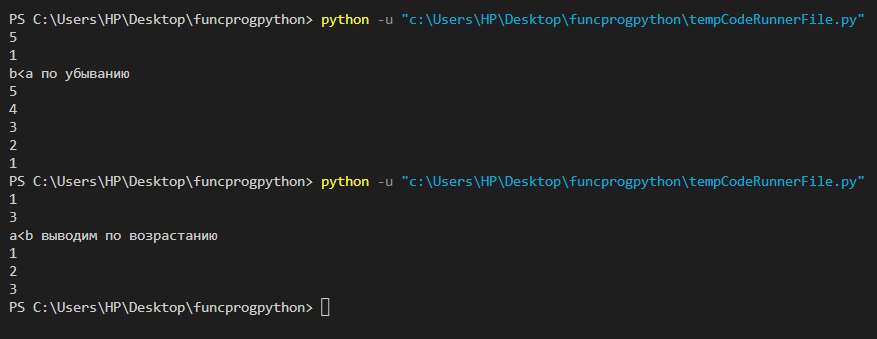 PS C:\Users\HP\Desktop\funcprogpython> python -u "c:\Users\HP\Desktop\funcprogpython\tempCodeRunnerFile.py"
5
1
b<a по убыванию
5
4
3
2
1
PS C:\Users\HP\Desktop\funcprogpython> python -u "c:\Users\HP\Desktop\funcprogpython\tempCodeRunnerFile.py"
1
3
a<b выводим по возрастанию
1
2
3
PS C:\Users\HP\Desktop\funcprogpython>